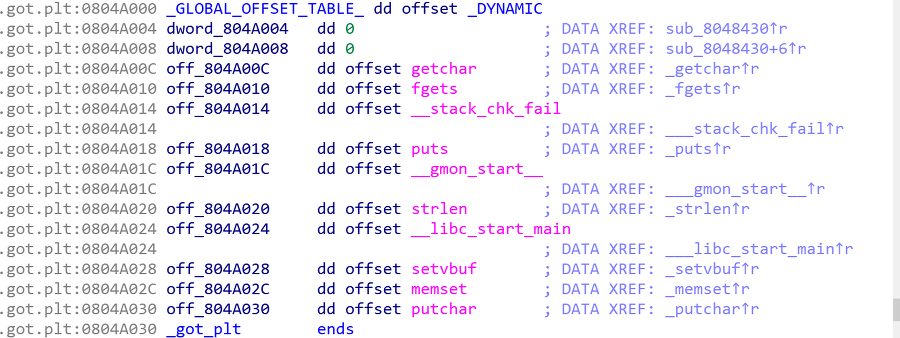 .got.plt:0804A000 _GLOBAL_OFFSET_TABLE_ dd offset _DYNAMIC
.got.plt:0804A004 dword_804A004 dd 0 ; DATA XREF: sub_8048430↑r
.got.plt:0804A008 dword_804A008 dd 0 ; DATA XREF: sub_8048430+6↑r
.got.plt:0804A00C off_804A00C dd offset getchar ; DATA XREF: _getchar↑r
.got.plt:0804A010 off_804A010 dd offset fgets ; DATA XREF: _fgets↑r
.got.plt:0804A014 off_804A014 dd offset __stack_chk_fail
.got.plt:0804A014 ; DATA XREF: ___stack_chk_fail↑r
.got.plt:0804A018 off_804A018 dd offset puts ; DATA XREF: _puts↑r
.got.plt:0804A01C off_804A01C dd offset __gmon_start__
.got.plt:0804A01C ; DATA XREF: ___gmon_start__↑r
.got.plt:0804A020 off_804A020 dd offset strlen ; DATA XREF: _strlen↑r
.got.plt:0804A024 off_804A024 dd offset __libc_start_main
.got.plt:0804A024 ; DATA XREF: ___libc_start_main↑r
.got.plt:0804A028 off_804A028 dd offset setvbuf ; DATA XREF: _setvbuf↑r
.got.plt:0804A02C off_804A02C dd offset memset ; DATA XREF: _memset↑r
.got.plt:0804A030 off_804A030 dd offset putchar ; DATA XREF: _putchar↑r
.got.plt:0804A030 _got_plt ends